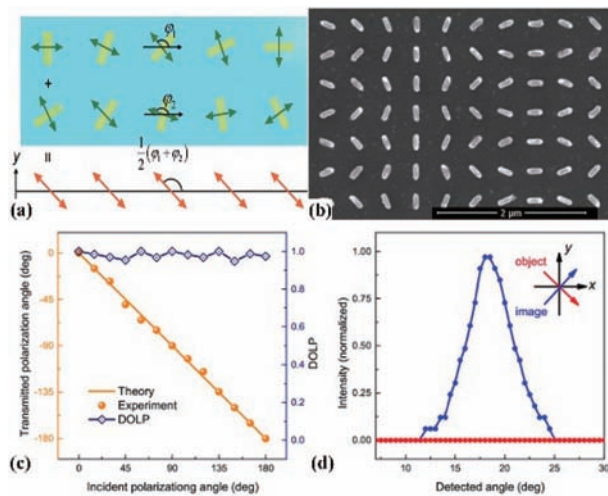 φ₁
+
φ₂
=
½(φ₁+φ₂)
y
(a)
(b)
2 μm
Transmitted polarization angle (deg)
0
-45
-90
-135
-180
Theory
Experiment
DOLP
1.0
0.8
0.6
0.4
0.2
0.0
DOLP
0 45 90 135 180
Incident polarizationg angle (deg)
(c)
Intensity (normalized)
1.00
0.75
0.50
0.25
0.00
object
image
y
x
10 15 20 25 30
Detected angle (deg)
(d)